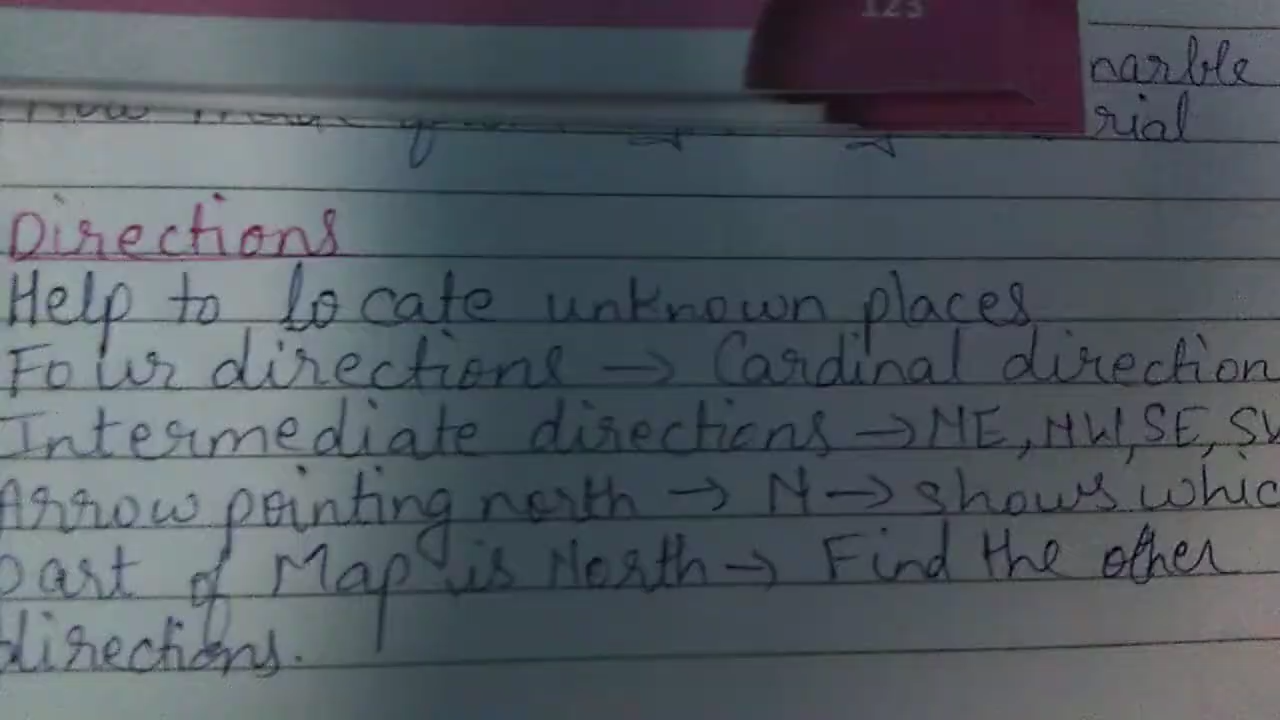 123
narble
rial
Directions
Help to locate unknown places
Four directions → Cardinal direction
Intermediate directions → NE, NW, SE, SW
Arrow pointing north → N → shows whic
part of Map is North → Find the other
directions.